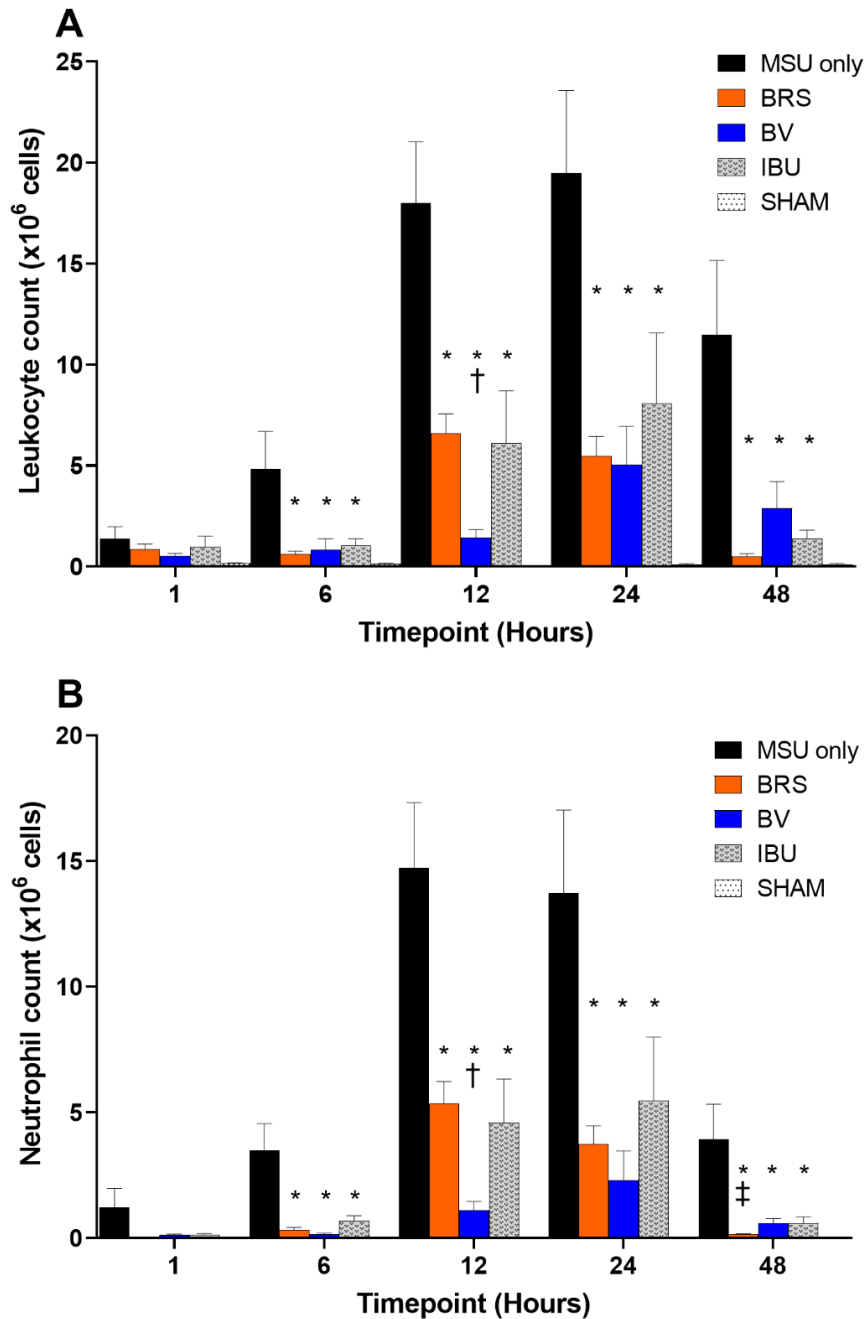 A
25
20
15
10
5
0
Leukocyte count (x10⁶ cells)
MSU only
BRS
BV
IBU
SHAM
* * *
* * *
†
* * *
* * *
1 6 12 24 48
Timepoint (Hours)
B
20
15
10
5
0
Neutrophil count (x10⁶ cells)
MSU only
BRS
BV
IBU
SHAM
* * *
* * *
†
* * *
* * *
‡
1 6 12 24 48
Timepoint (Hours)